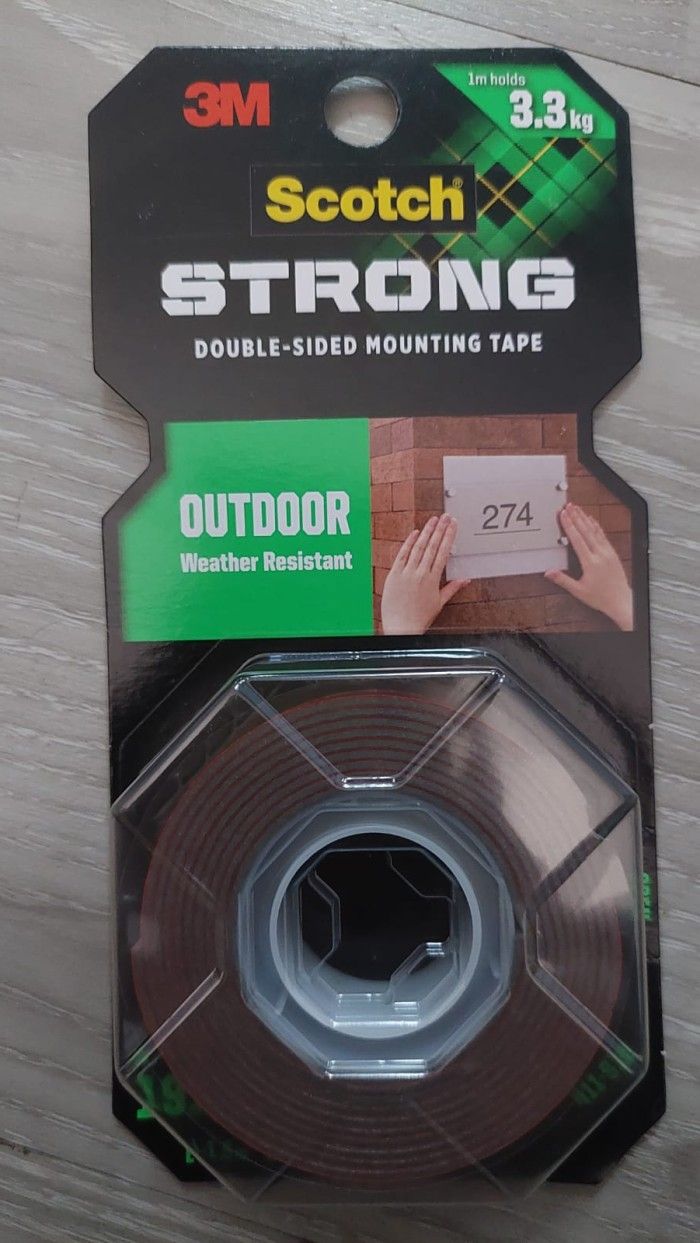 3M
1m holds
3.3kg
Scotch®
STRONG
DOUBLE-SIDED MOUNTING TAPE
OUTDOOR
Weather Resistant
274